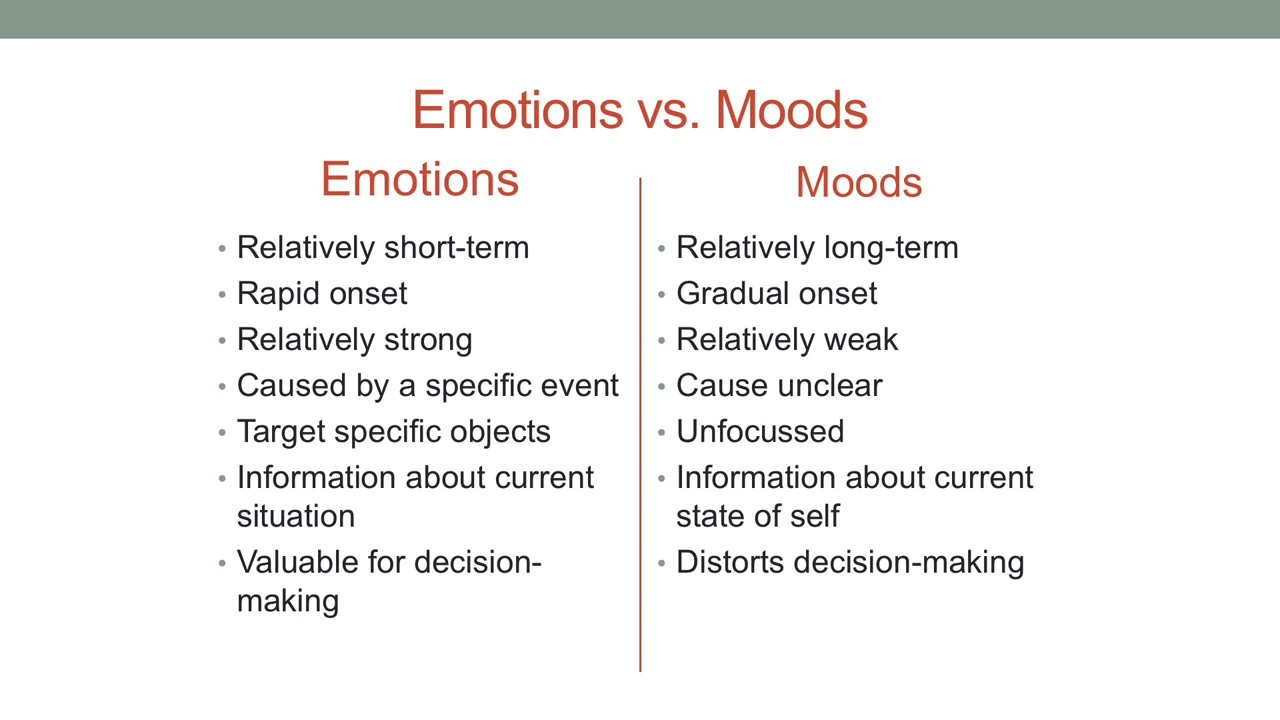 Emotions vs. Moods
Emotions
Relatively short-term
Rapid onset
Relatively strong
Caused by a specific event
Target specific objects
Information about current
situation
Valuable for decision-
making
Moods
Relatively long-term
Gradual onset
Relatively weak
Cause unclear
Unfocussed
Information about current
state of self
Distorts decision-making